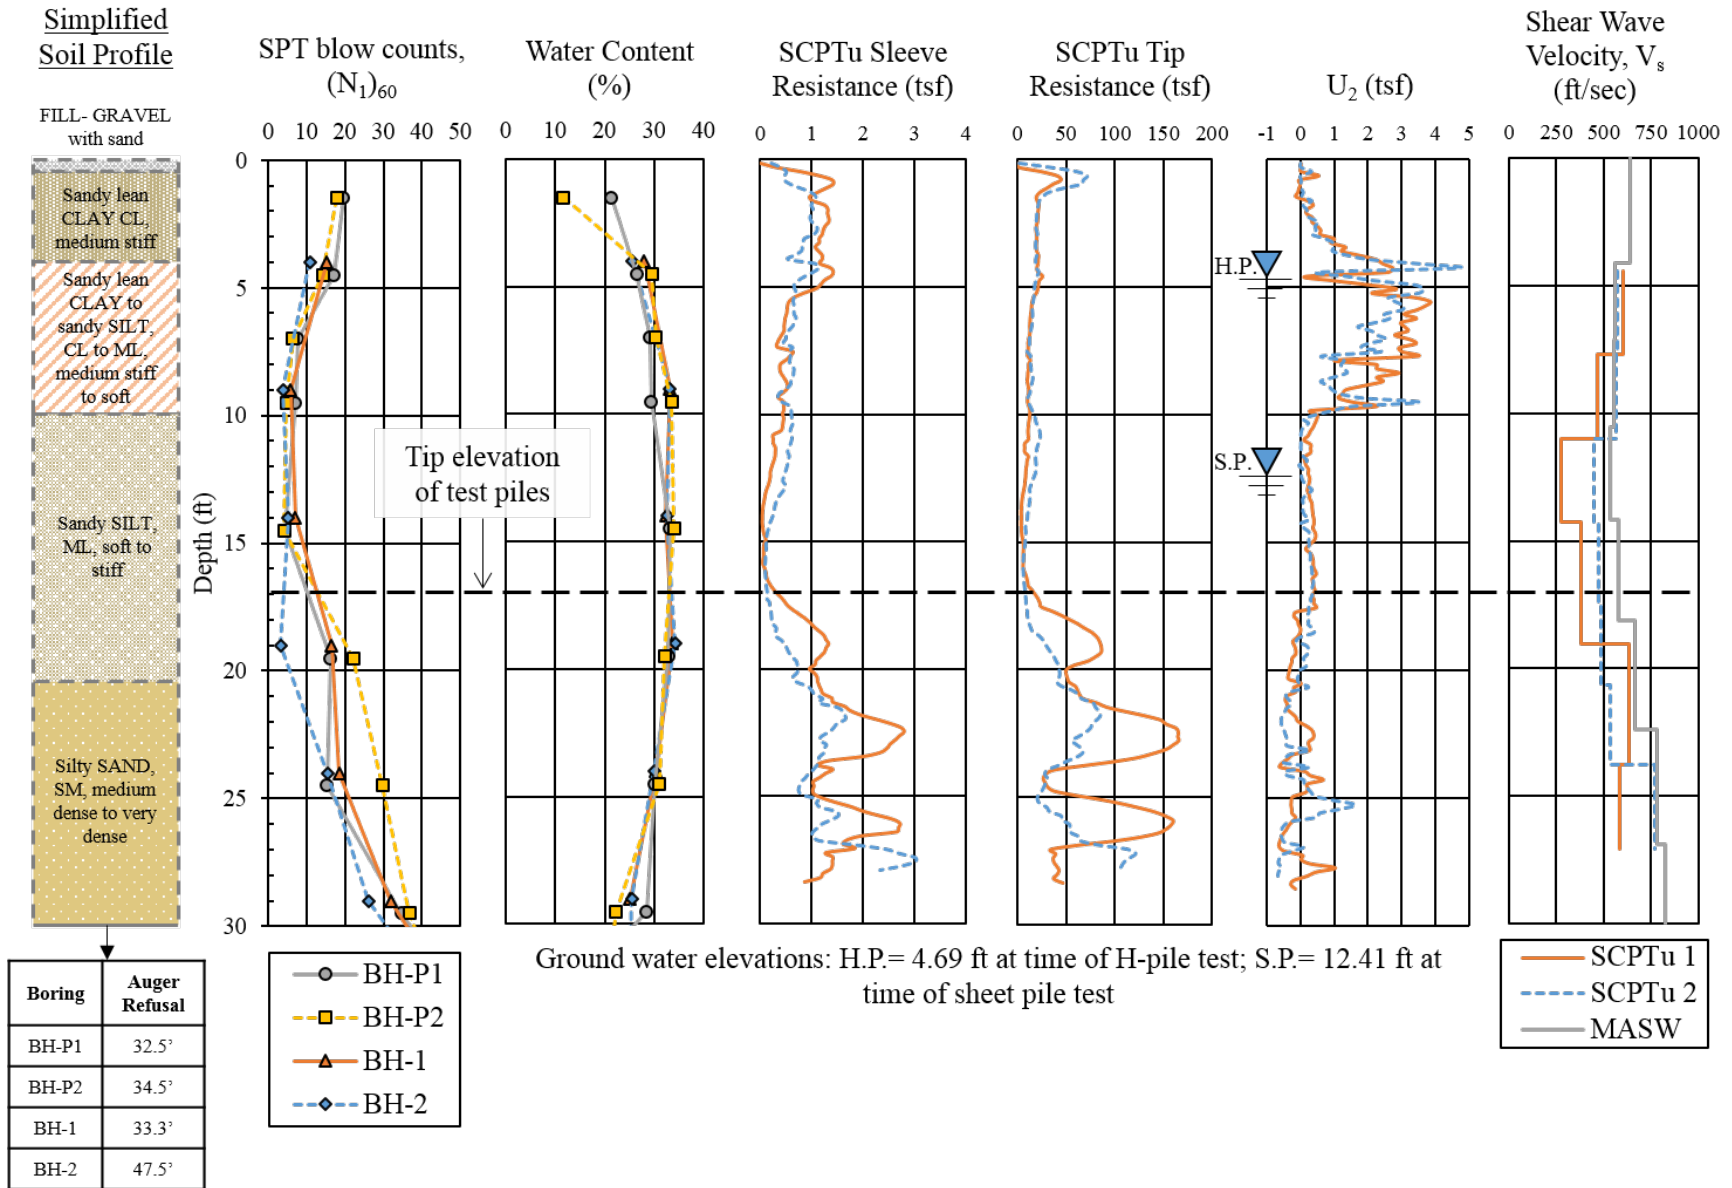 Simplified
Soil Profile
FILL- GRAVEL
with sand
Sandy lean
CLAY CL,
medium stiff
Sandy lean
CLAY to
sandy SILT,
CL to ML,
medium stiff
to soft
Sandy SILT,
ML, soft to
stiff
Silty SAND,
SM, medium
dense to very
dense
Boring Auger Refusal
BH-P1 32.5’
BH-P2 34.5’
BH-1 33.3’
BH-2 47.5’
SPT blow counts,
(N1)60
0 10 20 30 40 50
Depth (ft)
0
5
10
15
20
25
30
Tip elevation
of test piles
BH-P1
BH-P2
BH-1
BH-2
Water Content
(%)
0 10 20 30 40
SCPTu Sleeve
Resistance (tsf)
0 1 2 3 4
SCPTu Tip
Resistance (tsf)
0 50 100 150 200
U2 (tsf)
-1 0 1 2 3 4 5
H.P.
S.P.
Shear Wave
Velocity, Vs
(ft/sec)
0 250 500 750 1000
Ground water elevations: H.P.= 4.69 ft at time of H-pile test; S.P.= 12.41 ft at
time of sheet pile test
SCPTu 1
SCPTu 2
MASW